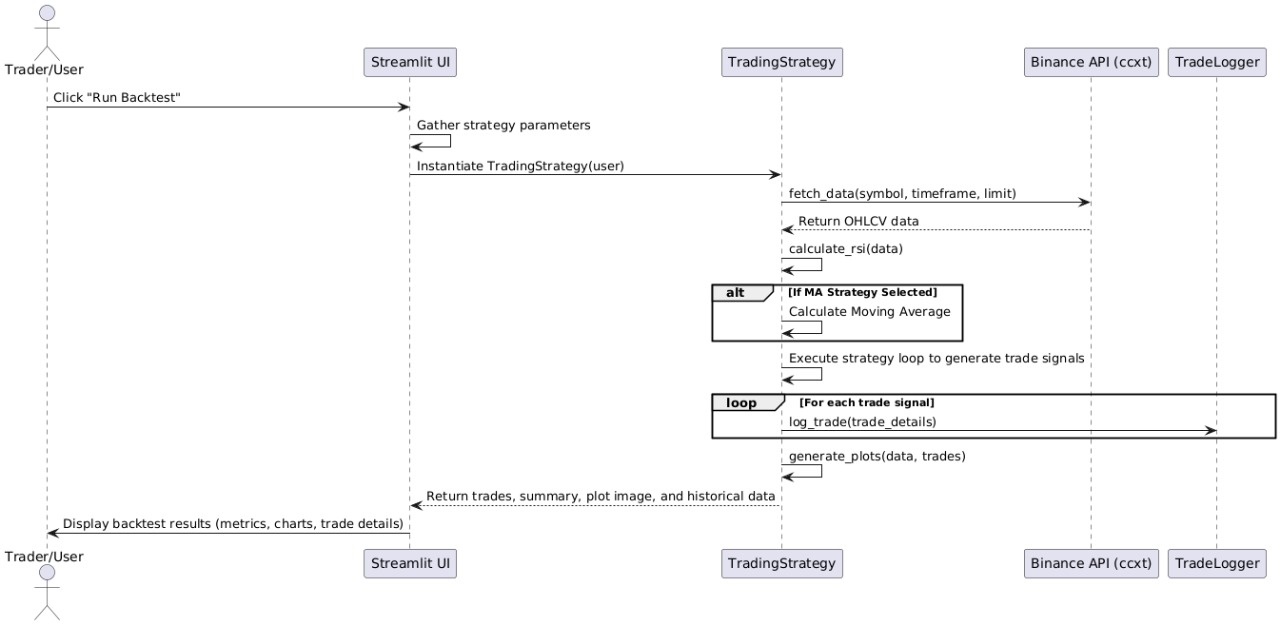 Trader/User
Streamlit UI
TradingStrategy
Binance API (ccxt)
TradeLogger
Click "Run Backtest"
Gather strategy parameters
Instantiate TradingStrategy(user)
fetch_data(symbol, timeframe, limit)
Return OHLCV data
calculate_rsi(data)
alt
[If MA Strategy Selected]
Calculate Moving Average
Execute strategy loop to generate trade signals
loop
[For each trade signal]
log_trade(trade_details)
generate_plots(data, trades)
Return trades, summary, plot image, and historical data
Display backtest results (metrics, charts, trade details)
Trader/User
Streamlit UI
TradingStrategy
Binance API (ccxt)
TradeLogger